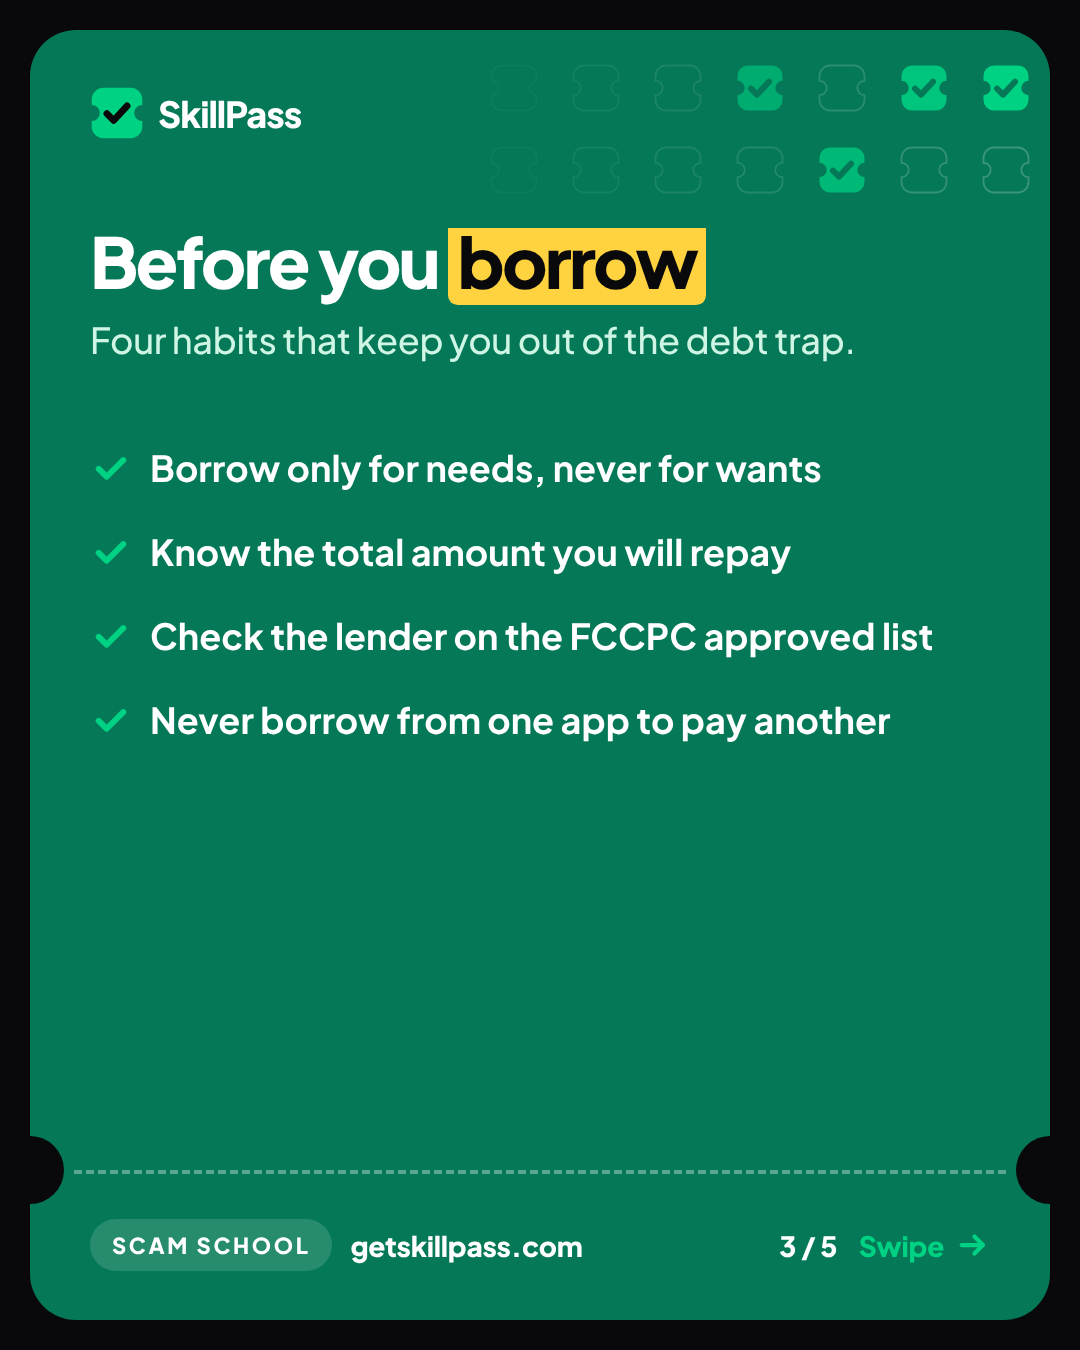 SkillPass
Before you borrow
Four habits that keep you out of the debt trap.
Borrow only for needs, never for wants
Know the total amount you will repay
Check the lender on the FCCPC approved list
Never borrow from one app to pay another
SCAM SCHOOL getskillpass.com 3 / 5 Swipe →